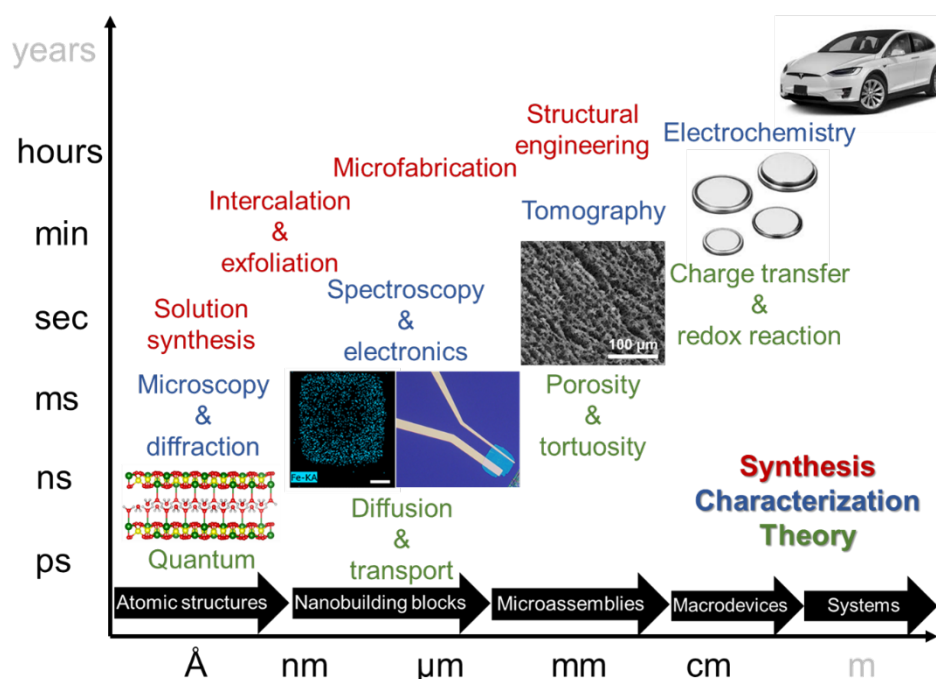 years
hours
min
sec
ms
ns
ps
Structural
engineering
Electrochemistry
Microfabrication
Intercalation
&
exfoliation
Tomography
Solution
synthesis
Spectroscopy
&
electronics
100 μm
Charge transfer
&
redox reaction
Microscopy
&
diffraction
Fe-KA
Porosity
&
tortuosity
Quantum
Diffusion
&
transport
Synthesis
Characterization
Theory
Atomic structures
Nanobuilding blocks
Microassemblies
Macrodevices
Systems
Å
nm
μm
mm
cm
m